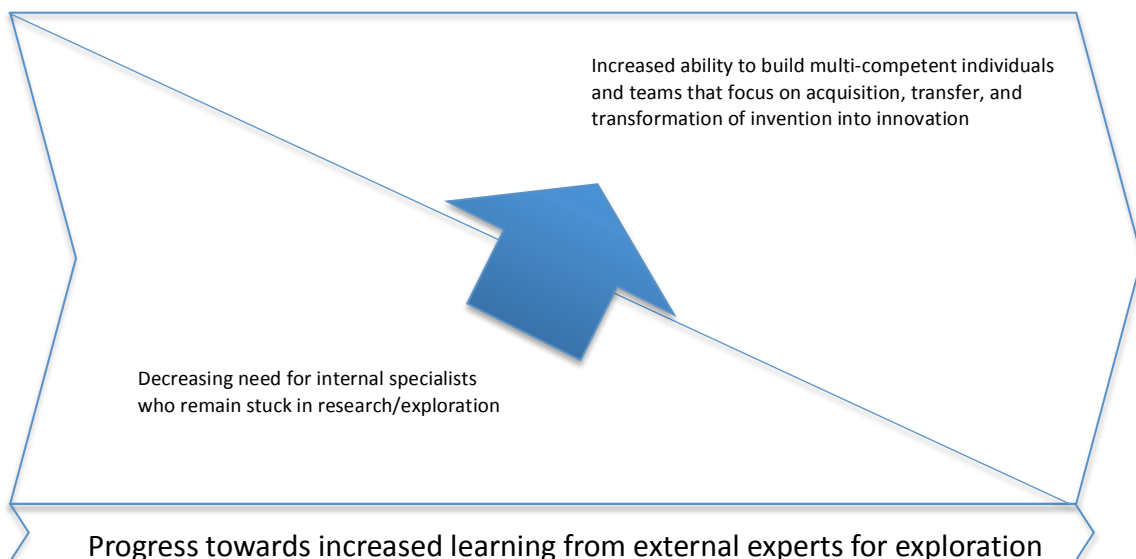 Increased ability to build multi-competent individuals
and teams that focus on acquisition, transfer, and
transformation of invention into innovation
Decreasing need for internal specialists
who remain stuck in research/exploration
Progress towards increased learning from external experts for exploration